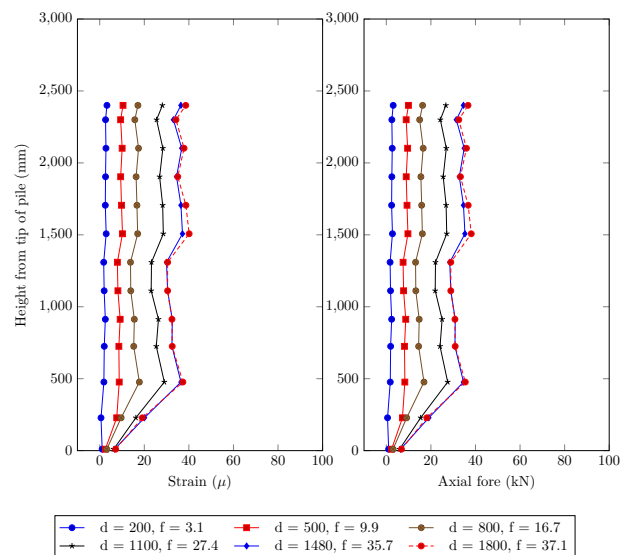 3,000 3,000
2,500 2,500
2,000 2,000
1,500 1,500
1,000 1,000
500 500
0 0
Height from tip of pile (mm)
0 20 40 60 80 100 0 20 40 60 80 100
Strain (μ) Axial fore (kN)
d = 200, f = 3.1 d = 500, f = 9.9 d = 800, f = 16.7
d = 1100, f = 27.4 d = 1480, f = 35.7 d = 1800, f = 37.1